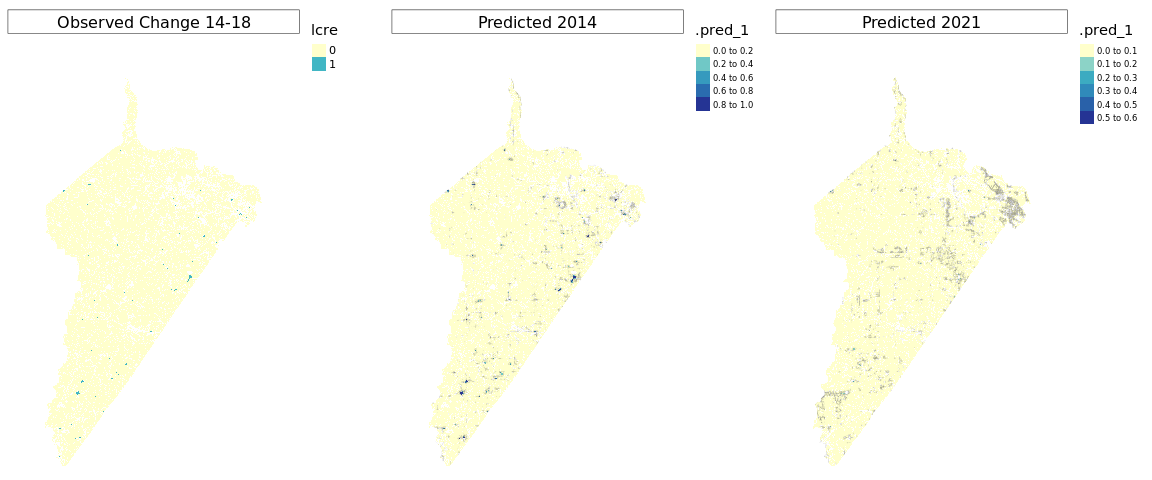 Observed Change 14-18
lcre
0
1
Predicted 2014
.pred_1
0.0 to 0.2
0.2 to 0.4
0.4 to 0.6
0.6 to 0.8
0.8 to 1.0
Predicted 2021
.pred_1
0.0 to 0.1
0.1 to 0.2
0.2 to 0.3
0.3 to 0.4
0.4 to 0.5
0.5 to 0.6